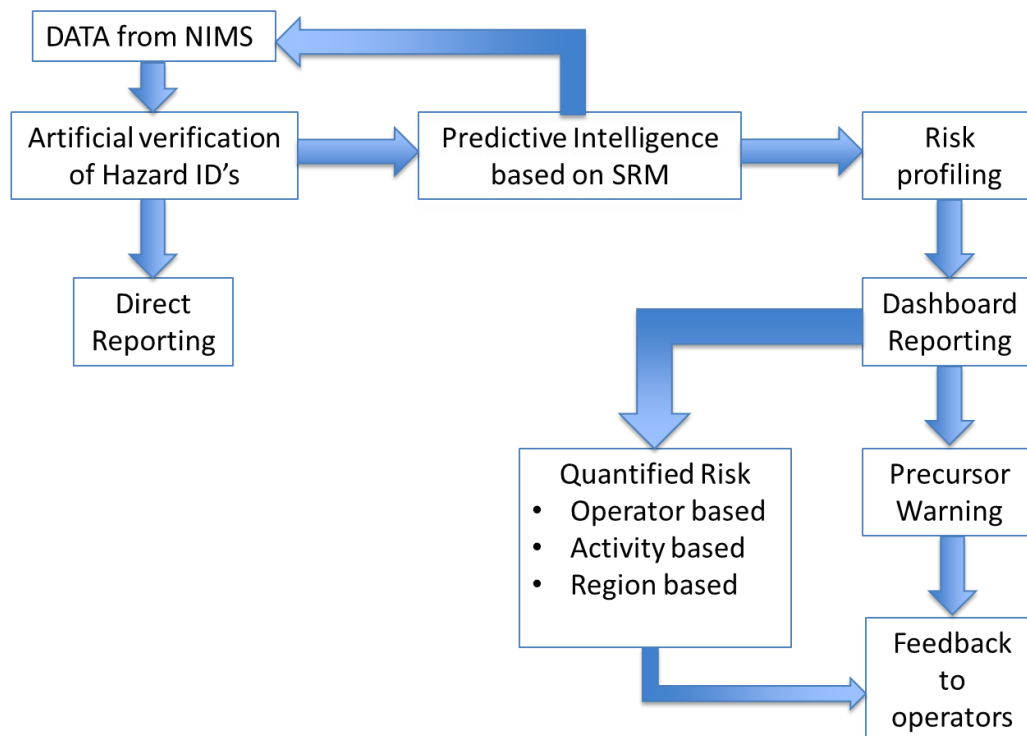 DATA from NIMS
Artificial verification
of Hazard ID's
Predictive Intelligence
based on SRM
Risk
profiling
Direct
Reporting
Dashboard
Reporting
Quantified Risk
• Operator based
• Activity based
• Region based
Precursor
Warning
Feedback
to
operators